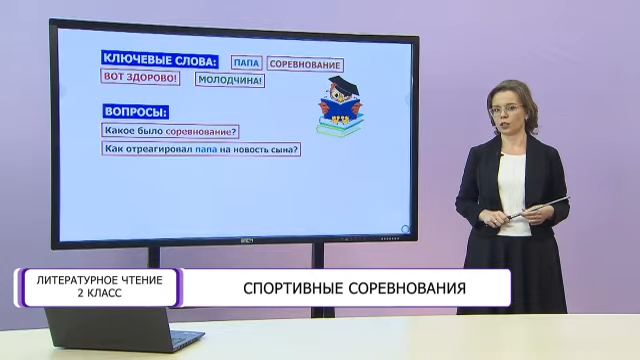 КЛЮЧЕВЫЕ СЛОВА: ПАПА СОРЕВНОВАНИЕ
ВОТ ЗДОРОВО! МОЛОДЧИНА!
ВОПРОСЫ:
Какое было соревнование?
Как отреагировал папа на новость сына?
ЛИТЕРАТУРНОЕ ЧТЕНИЕ
2 КЛАСС
СПОРТИВНЫЕ СОРЕВНОВАНИЯ